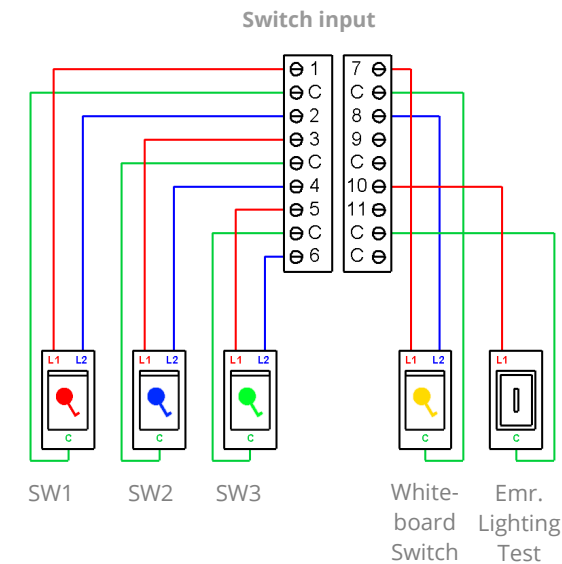 Switch input
1
C
2
3
C
4
5
C
6
7
C
8
9
C
10
11
C
C
L1 L2
C
L1 L2
C
L1 L2
C
L1 L2
C
L1
C
SW1
SW2
SW3
White-
board
Switch
Emr.
Lighting
Test